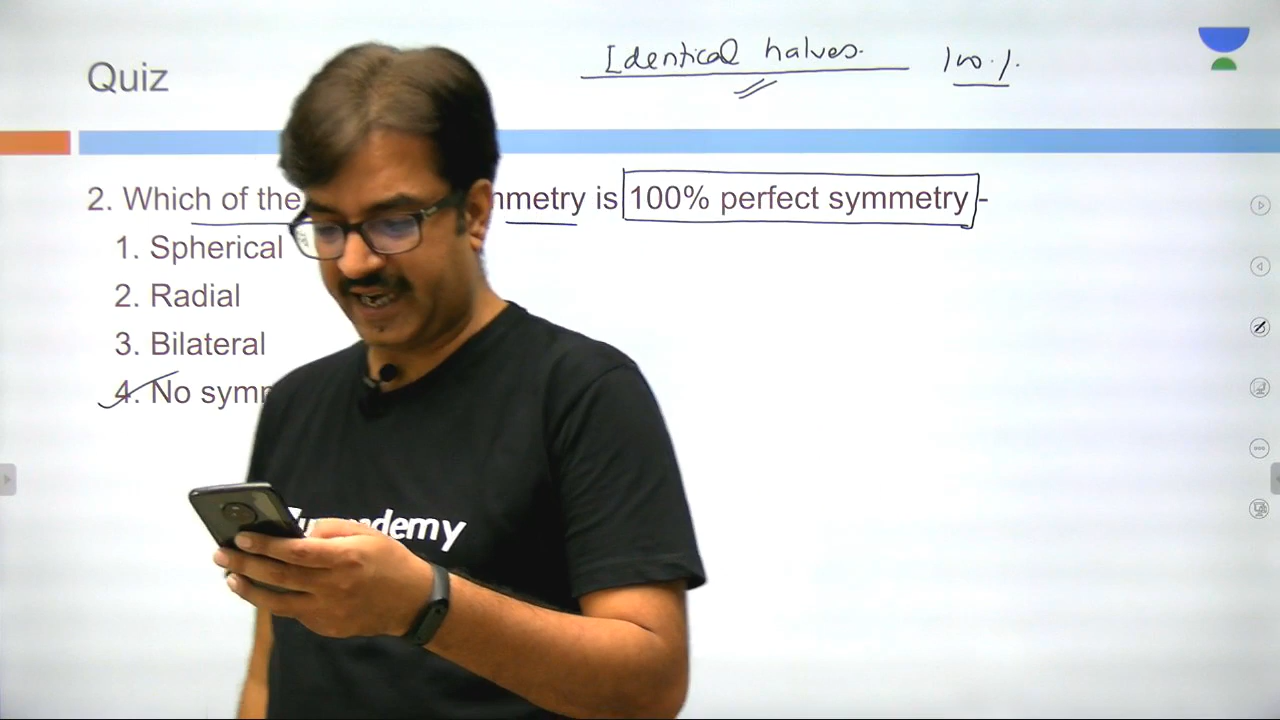 Identical halves. 100%.
Quiz
2. Which of the mmetry is 100% perfect symmetry-
1. Spherical
2. Radial
3. Bilateral
4. No symm
unacademy